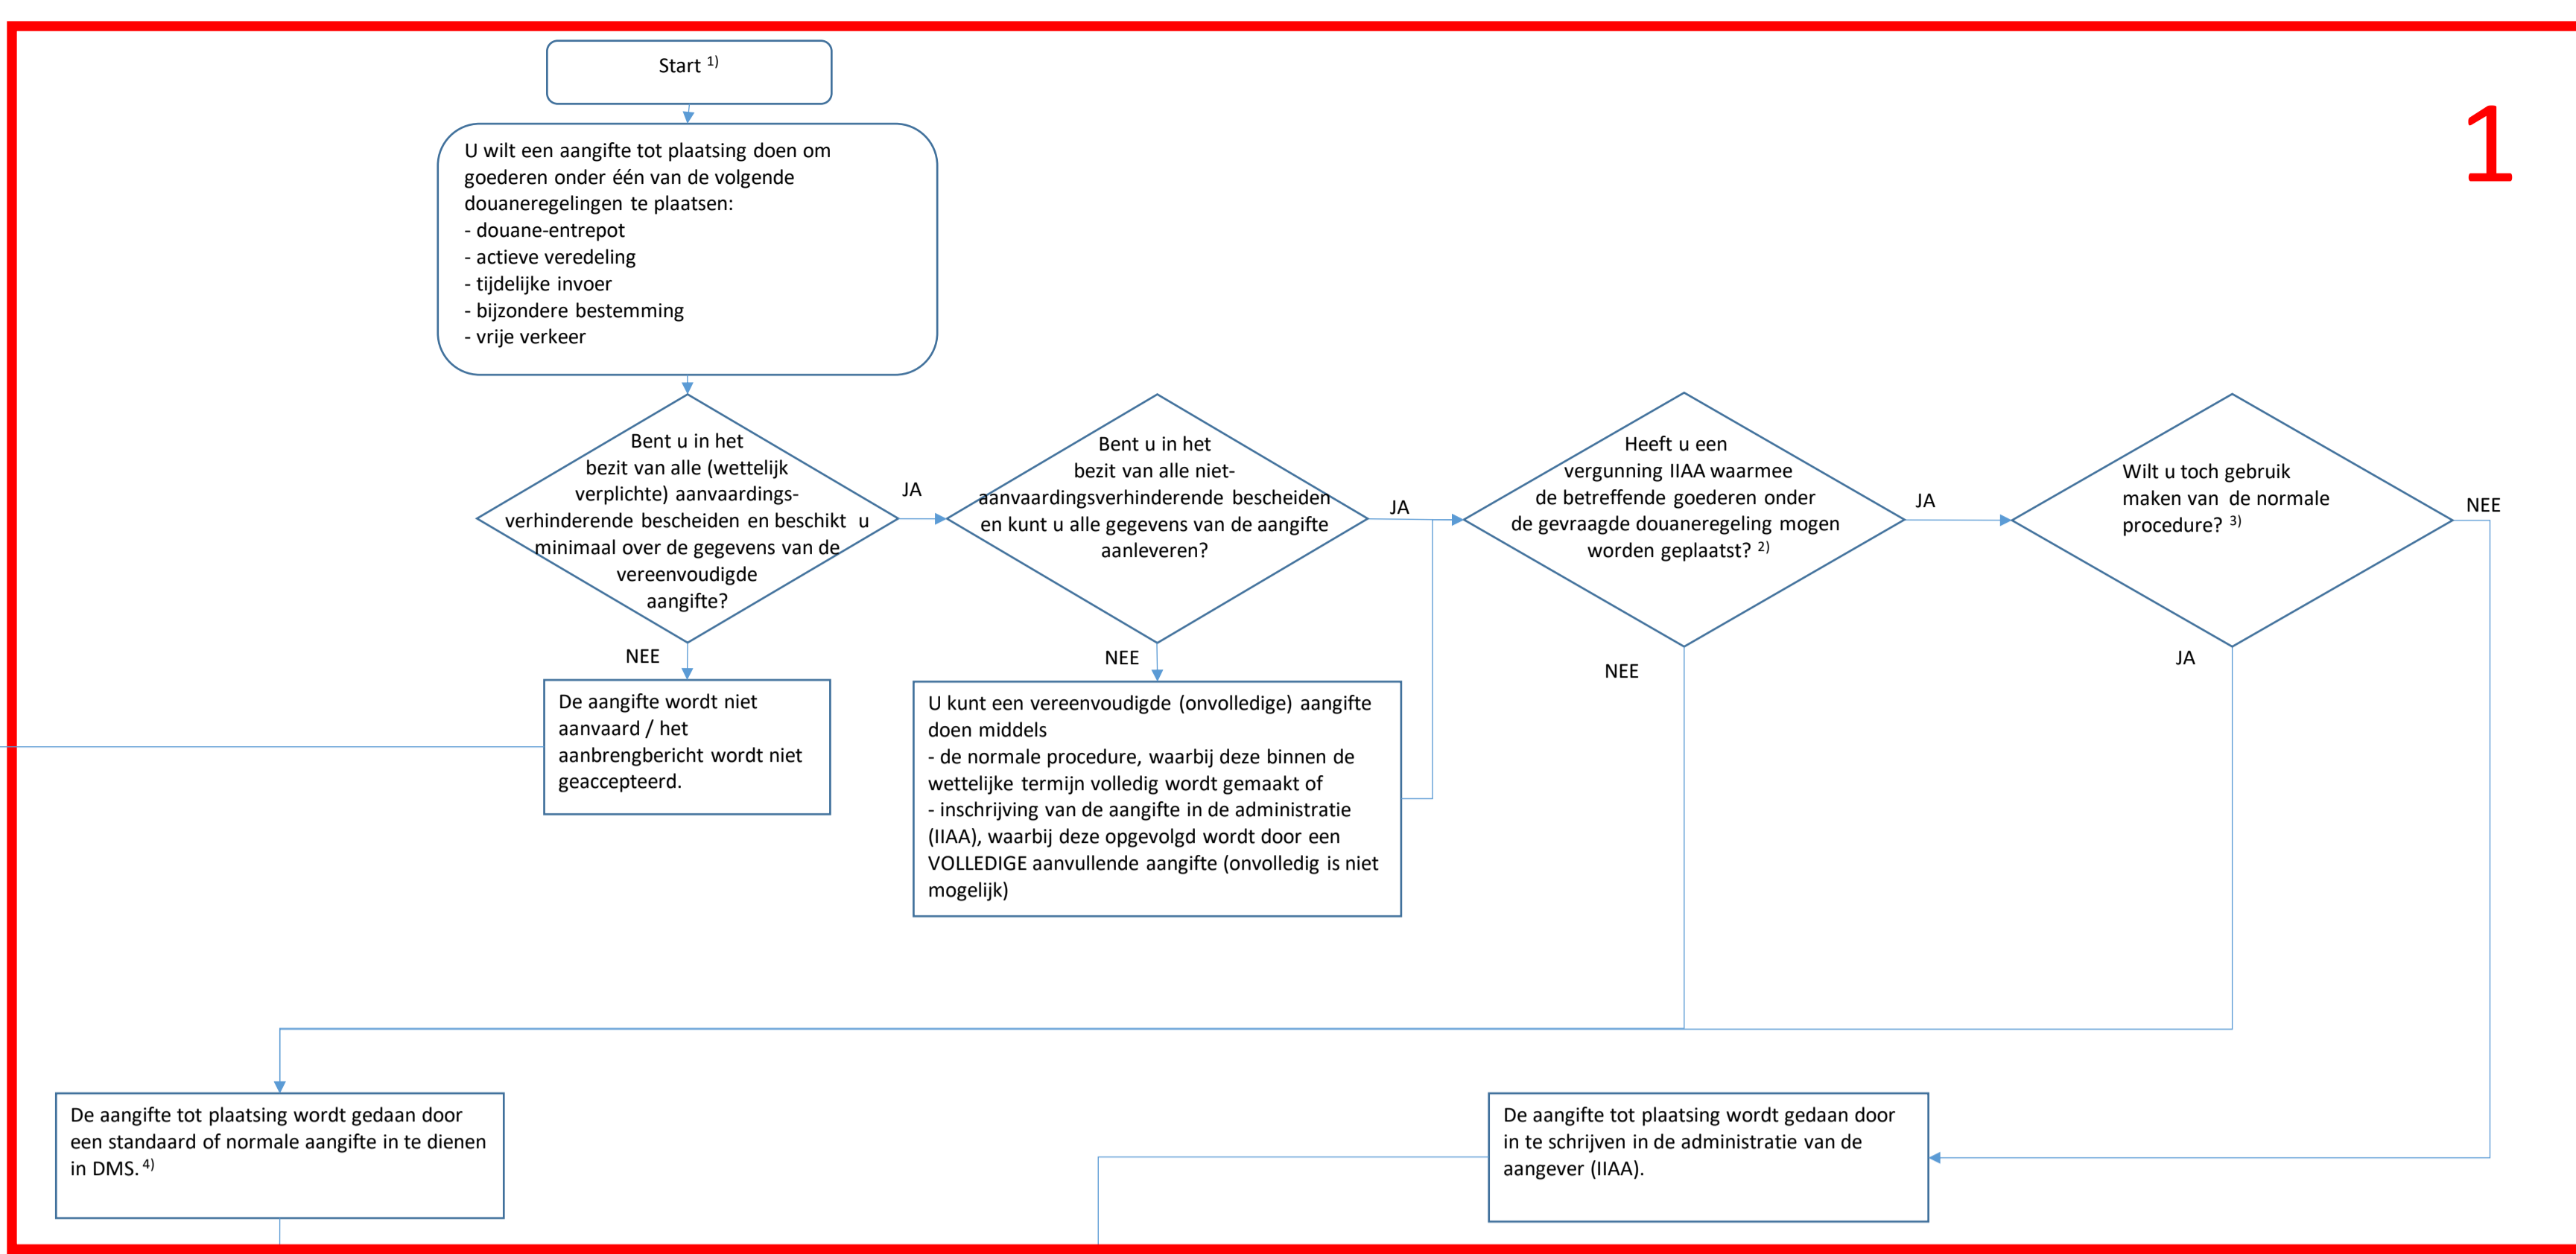 Start 1)
1
U wilt een aangifte tot plaatsing doen om
goederen onder één van de volgende
douaneregelingen te plaatsen:
- douane-entrepot
- actieve veredeling
- tijdelijke invoer
- bijzondere bestemming
- vrije verkeer
Bent u in het
bezit van alle (wettelijk
verplichte) aanvaardings-
verhinderende bescheiden en beschikt u
minimaal over de gegevens van de
vereenvoudigde
aangifte?
JA
NEE
Bent u in het
bezit van alle niet-
aanvaardingsverhinderende bescheiden
en kunt u alle gegevens van de aangifte
aanleveren?
JA
NEE
Heeft u een
vergunning IIAA waarmee
de betreffende goederen onder
de gevraagde douaneregeling mogen
worden geplaatst? 2)
JA
NEE
Wilt u toch gebruik
maken van de normale
procedure? 3)
NEE
JA
De aangifte wordt niet
aanvaard / het
aanbrengbericht wordt niet
geaccepteerd.
U kunt een vereenvoudigde (onvolledige) aangifte
doen middels
- de normale procedure, waarbij deze binnen de
wettelijke termijn volledig wordt gemaakt of
- inschrijving van de aangifte in de administratie
(IIAA), waarbij deze opgevolgd wordt door een
VOLLEDIGE aanvullende aangifte (onvolledig is niet
mogelijk)
De aangifte tot plaatsing wordt gedaan door
een standaard of normale aangifte in te dienen
in DMS. 4)
De aangifte tot plaatsing wordt gedaan door
in te schrijven in de administratie van de
aangever (IIAA).